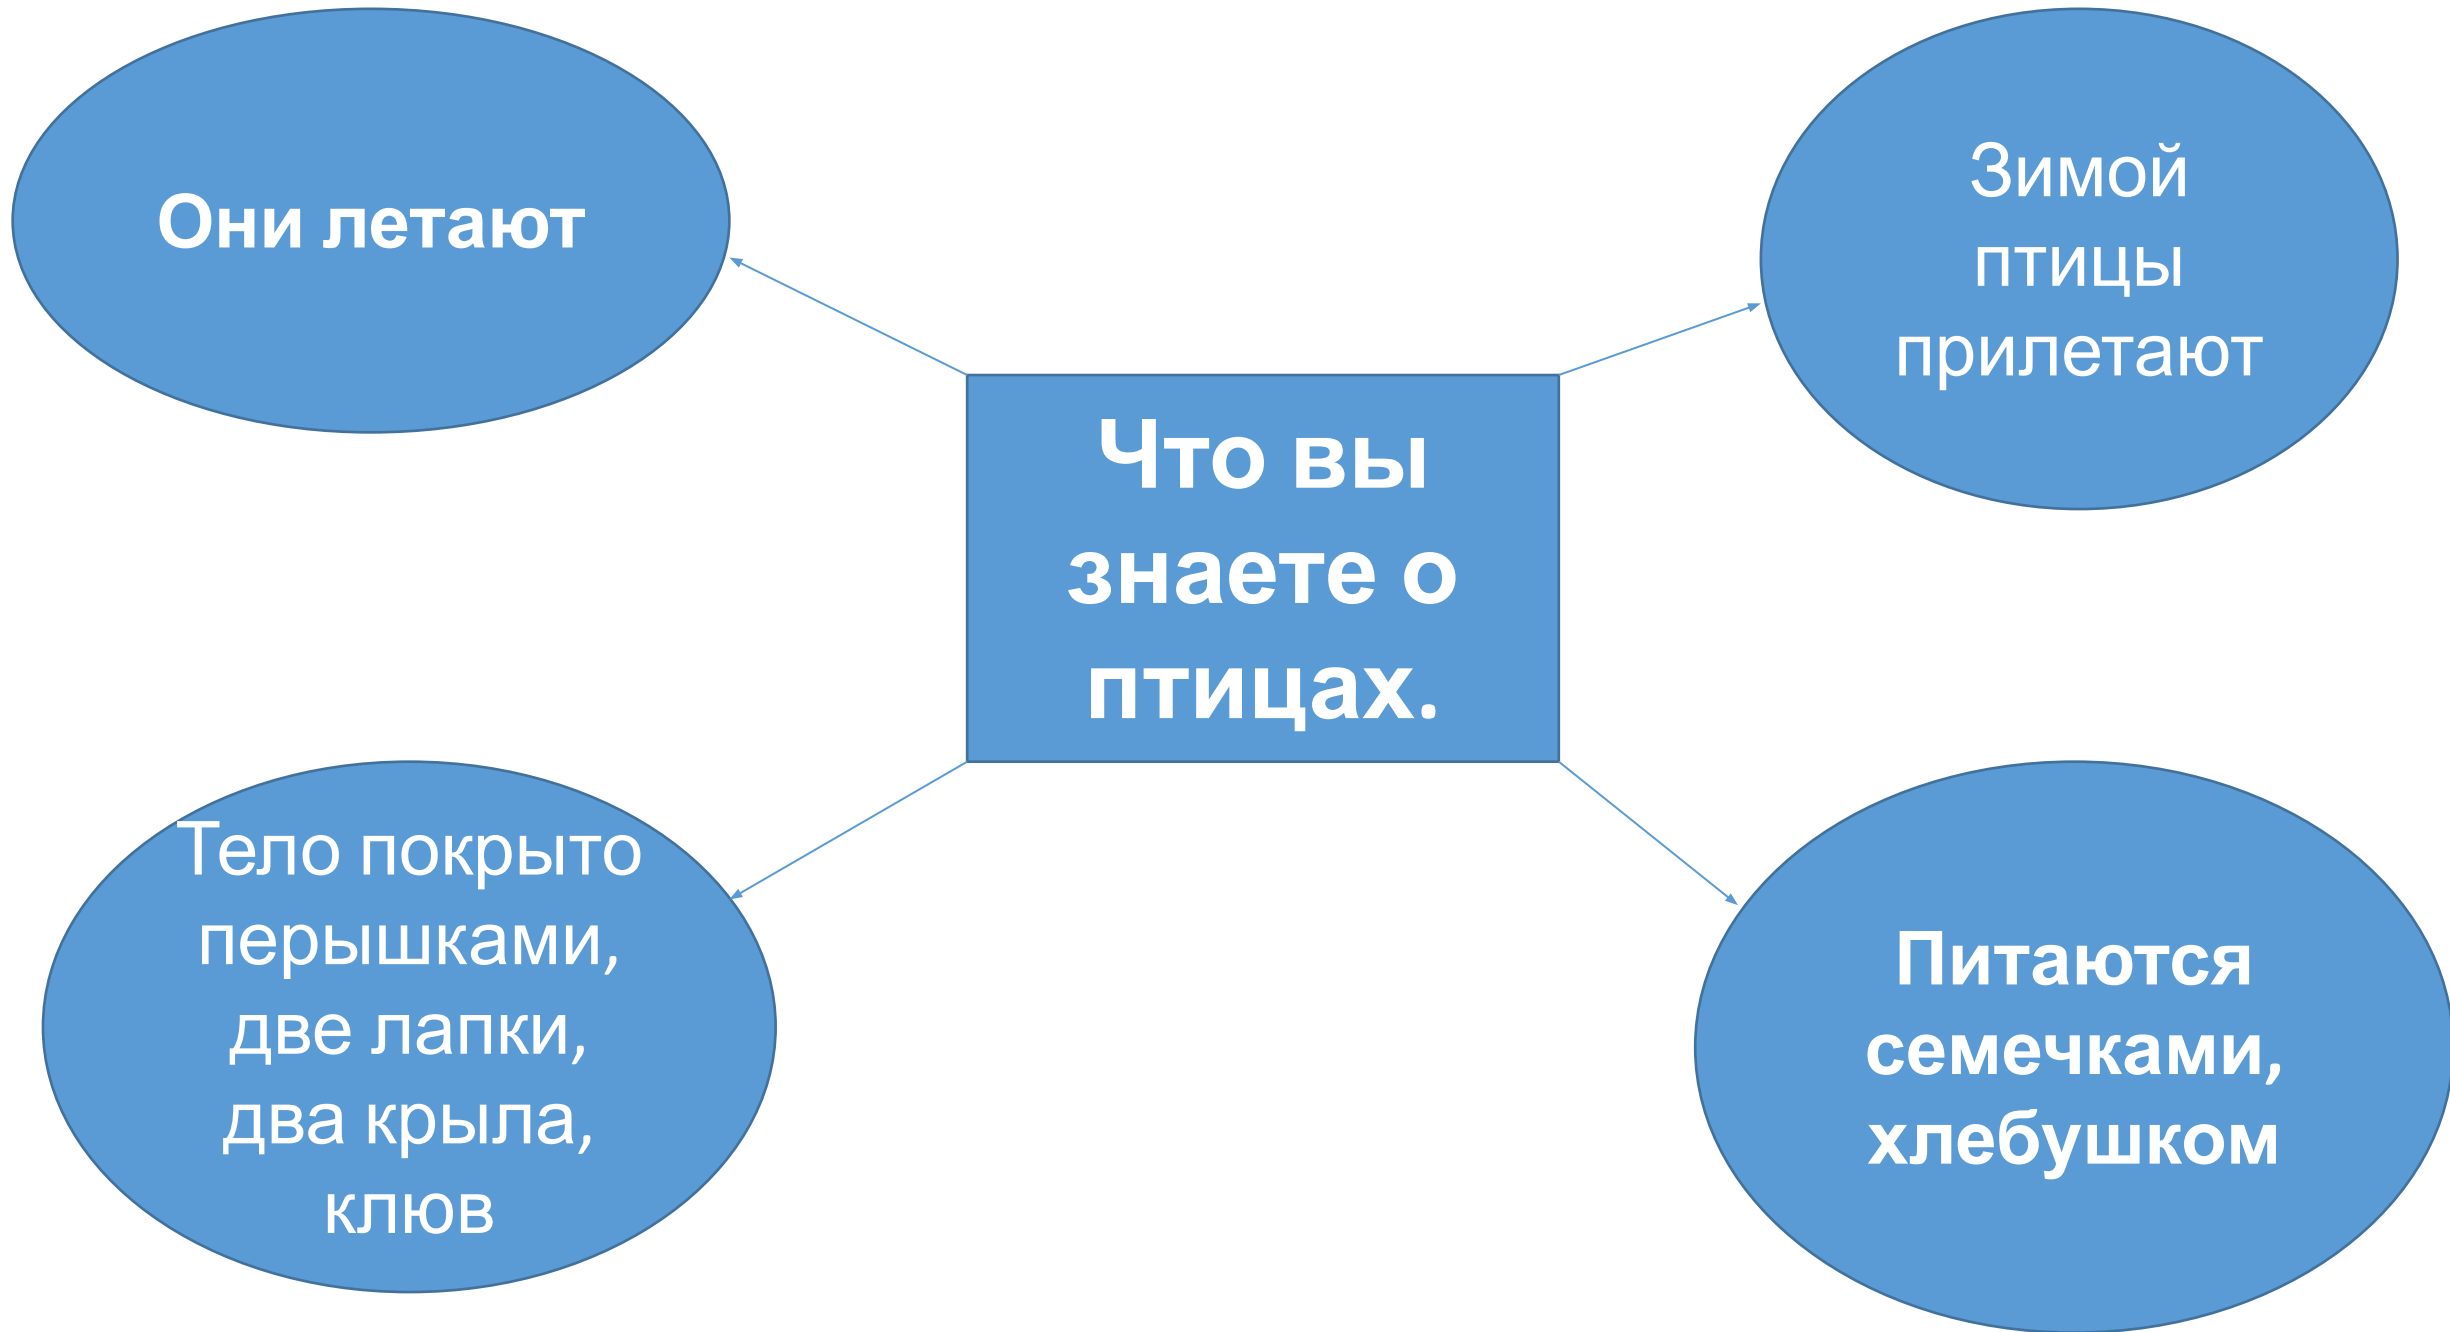 Они летают
Зимой
птицы
прилетают
Что вы
знаете о
птицах.
Тело покрыто
перышками,
две лапки,
два крыла,
клюв
Питаются
семечками,
хлебушком